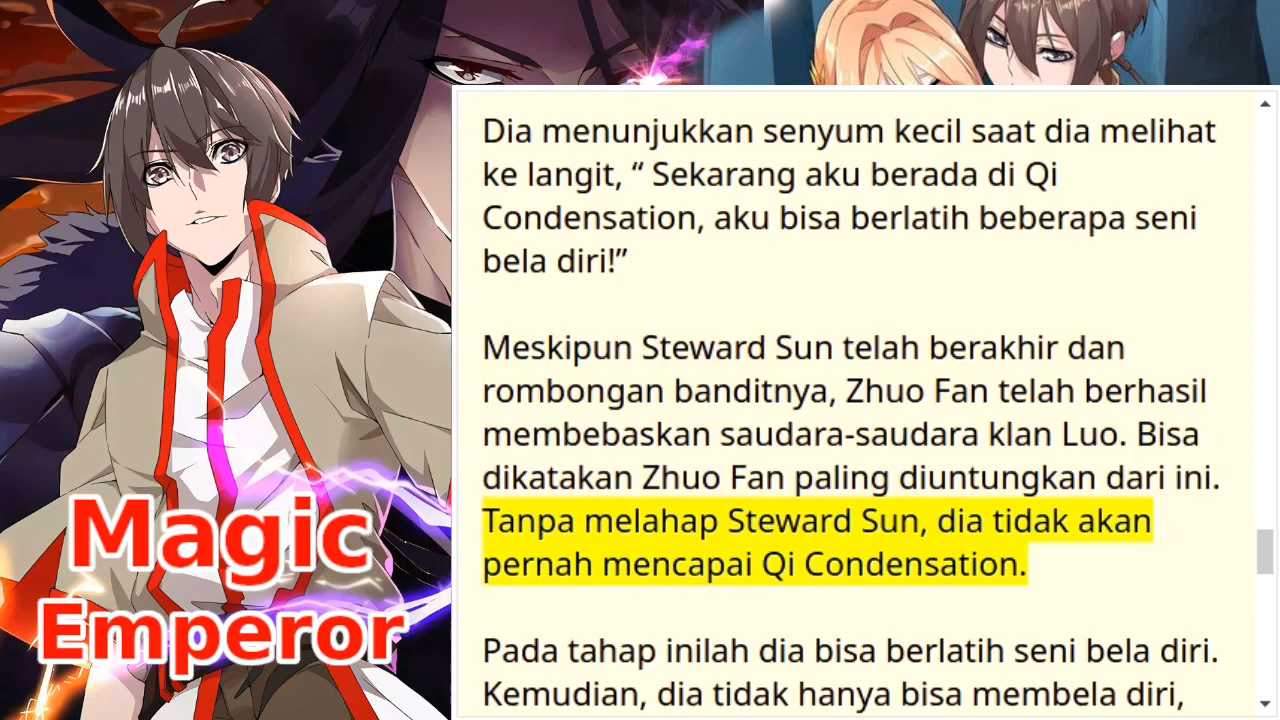 Magic
Emperor
Dia menunjukkan senyum kecil saat dia melihat
ke langit, “ Sekarang aku berada di Qi
Condensation, aku bisa berlatih beberapa seni
bela diri!”
Meskipun Steward Sun telah berakhir dan
rombongan banditnya, Zhuo Fan telah berhasil
membebaskan saudara-saudara klan Luo. Bisa
dikatakan Zhuo Fan paling diuntungkan dari ini.
Tanpa melahap Steward Sun, dia tidak akan
pernah mencapai Qi Condensation.
Pada tahap inilah dia bisa berlatih seni bela diri.
Kemudian, dia tidak hanya bisa membela diri,